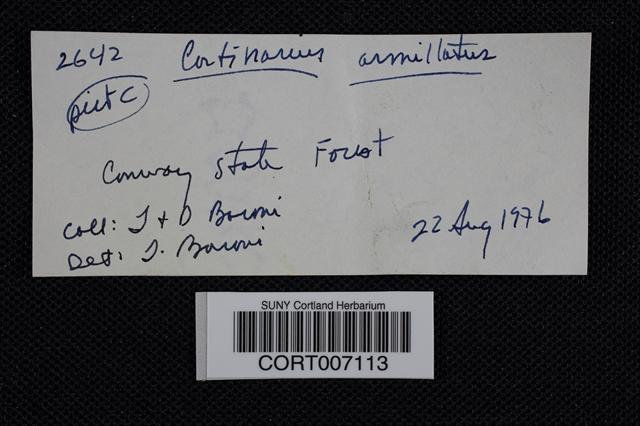 2642 Cortinarius armillatus
pict C
Conway State Forest
Coll: T + D Baroni
Det: T. Baroni
22 Aug 1976
SUNY Cortland Herbarium
CORT007113